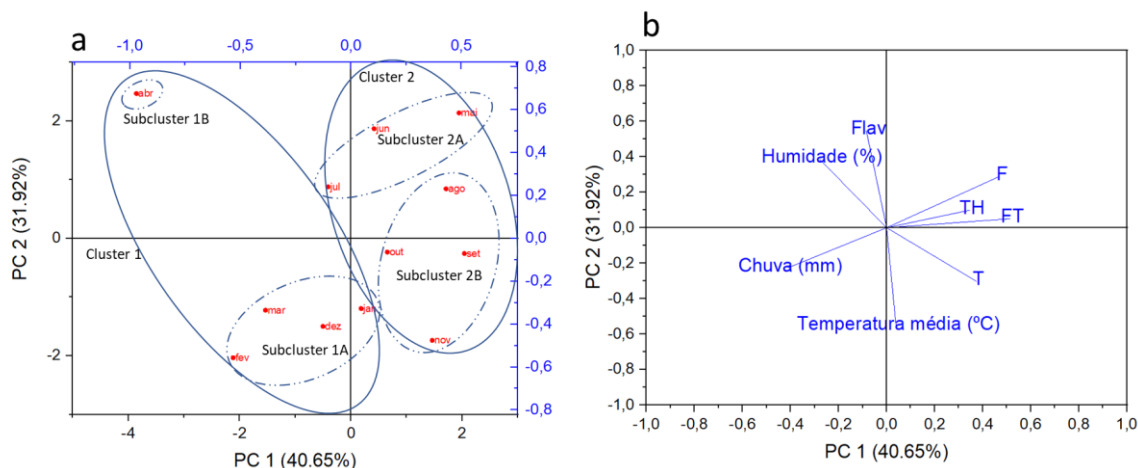 a
-1,0 -0,5 0,0 0,5
Cluster 2
abr
Subcluster 1B
mai
jun
Subcluster 2A
jul
ago
Cluster 1
out
set
Subcluster 2B
mar
jan
dez
Subcluster 1A
fev
nov
2
0
-2
PC 2 (31.92%)
0,8
0,6
0,4
0,2
0,0
-0,2
-0,4
-0,6
-0,8
-4 -2 0 2
PC 1 (40.65%)
b
1,0
0,8
0,6
0,4
0,2
0,0
-0,2
-0,4
-0,6
-0,8
-1,0
PC 2 (31.92%)
Flav
Humidade (%)
F
TH
FT
Chuva (mm)
T
Temperatura média (ºC)
-1,0 -0,8 -0,6 -0,4 -0,2 0,0 0,2 0,4 0,6 0,8 1,0
PC 1 (40.65%)